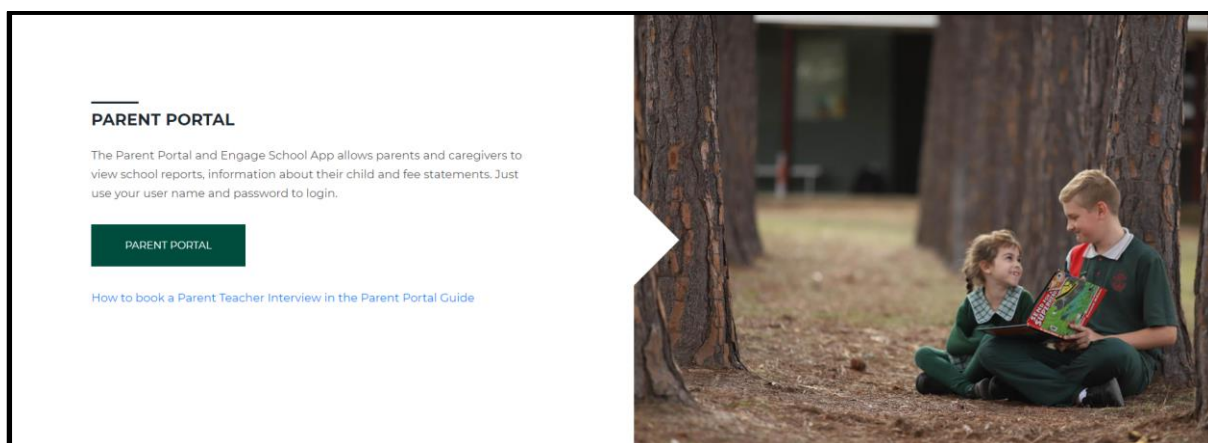 PARENT PORTAL
The Parent Portal and Engage School App allows parents and caregivers to
view school reports, information about their child and fee statements. Just
use your user name and password to login.
PARENT PORTAL
How to book a Parent Teacher Interview in the Parent Portal Guide